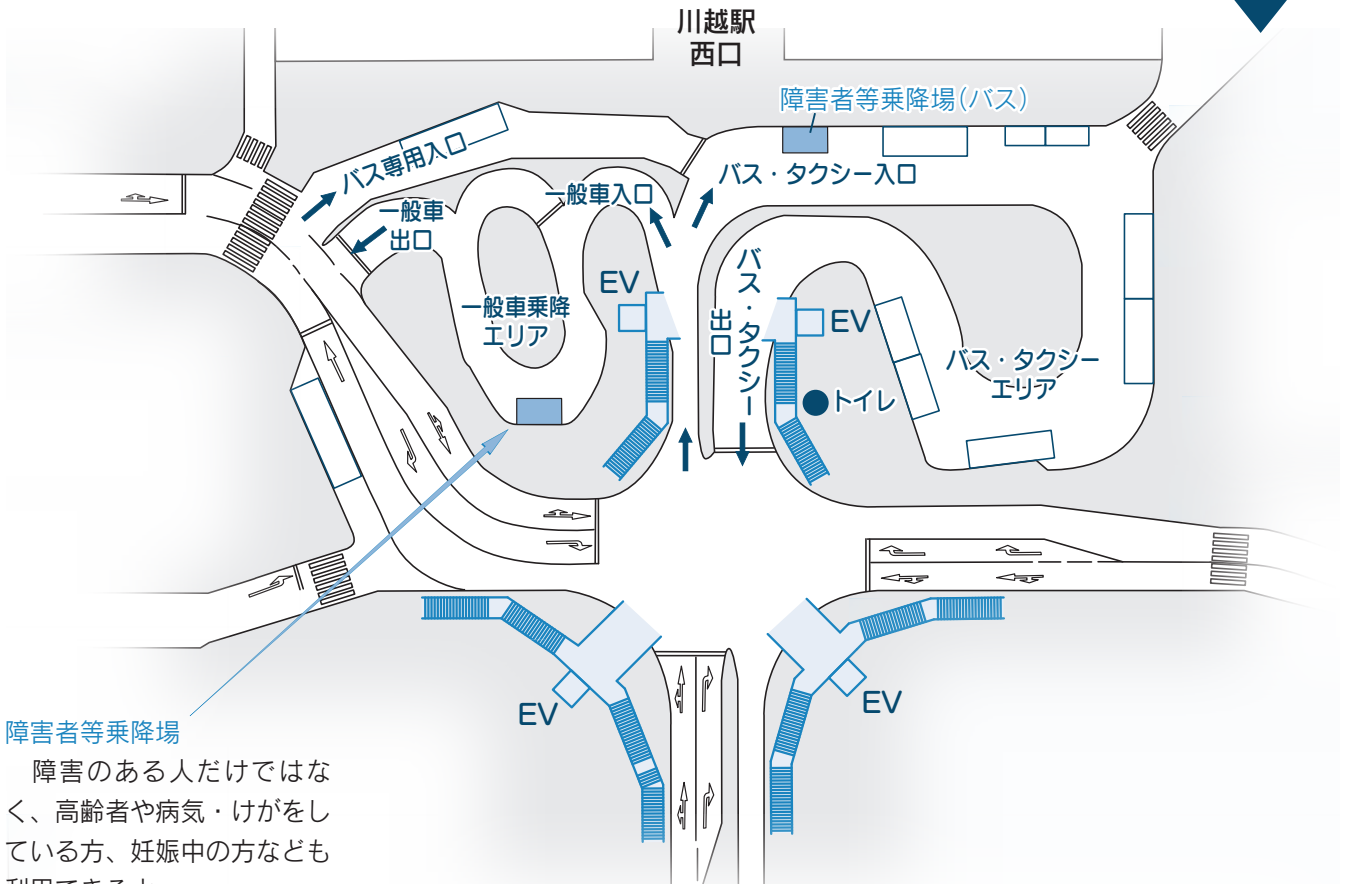 川越駅
西口
障害者等乗降場(バス)
バス専用入口
一般車入口
バス・タクシー入口
一般車
出口
EV
一般車乗降
エリア
バス・タクシー
出口
EV
バス・タクシー
エリア
トイレ
EV
EV
障害者等乗降場
　障害のある人だけではな
く、高齢者や病気・けがをし
ている方、妊娠中の方なども